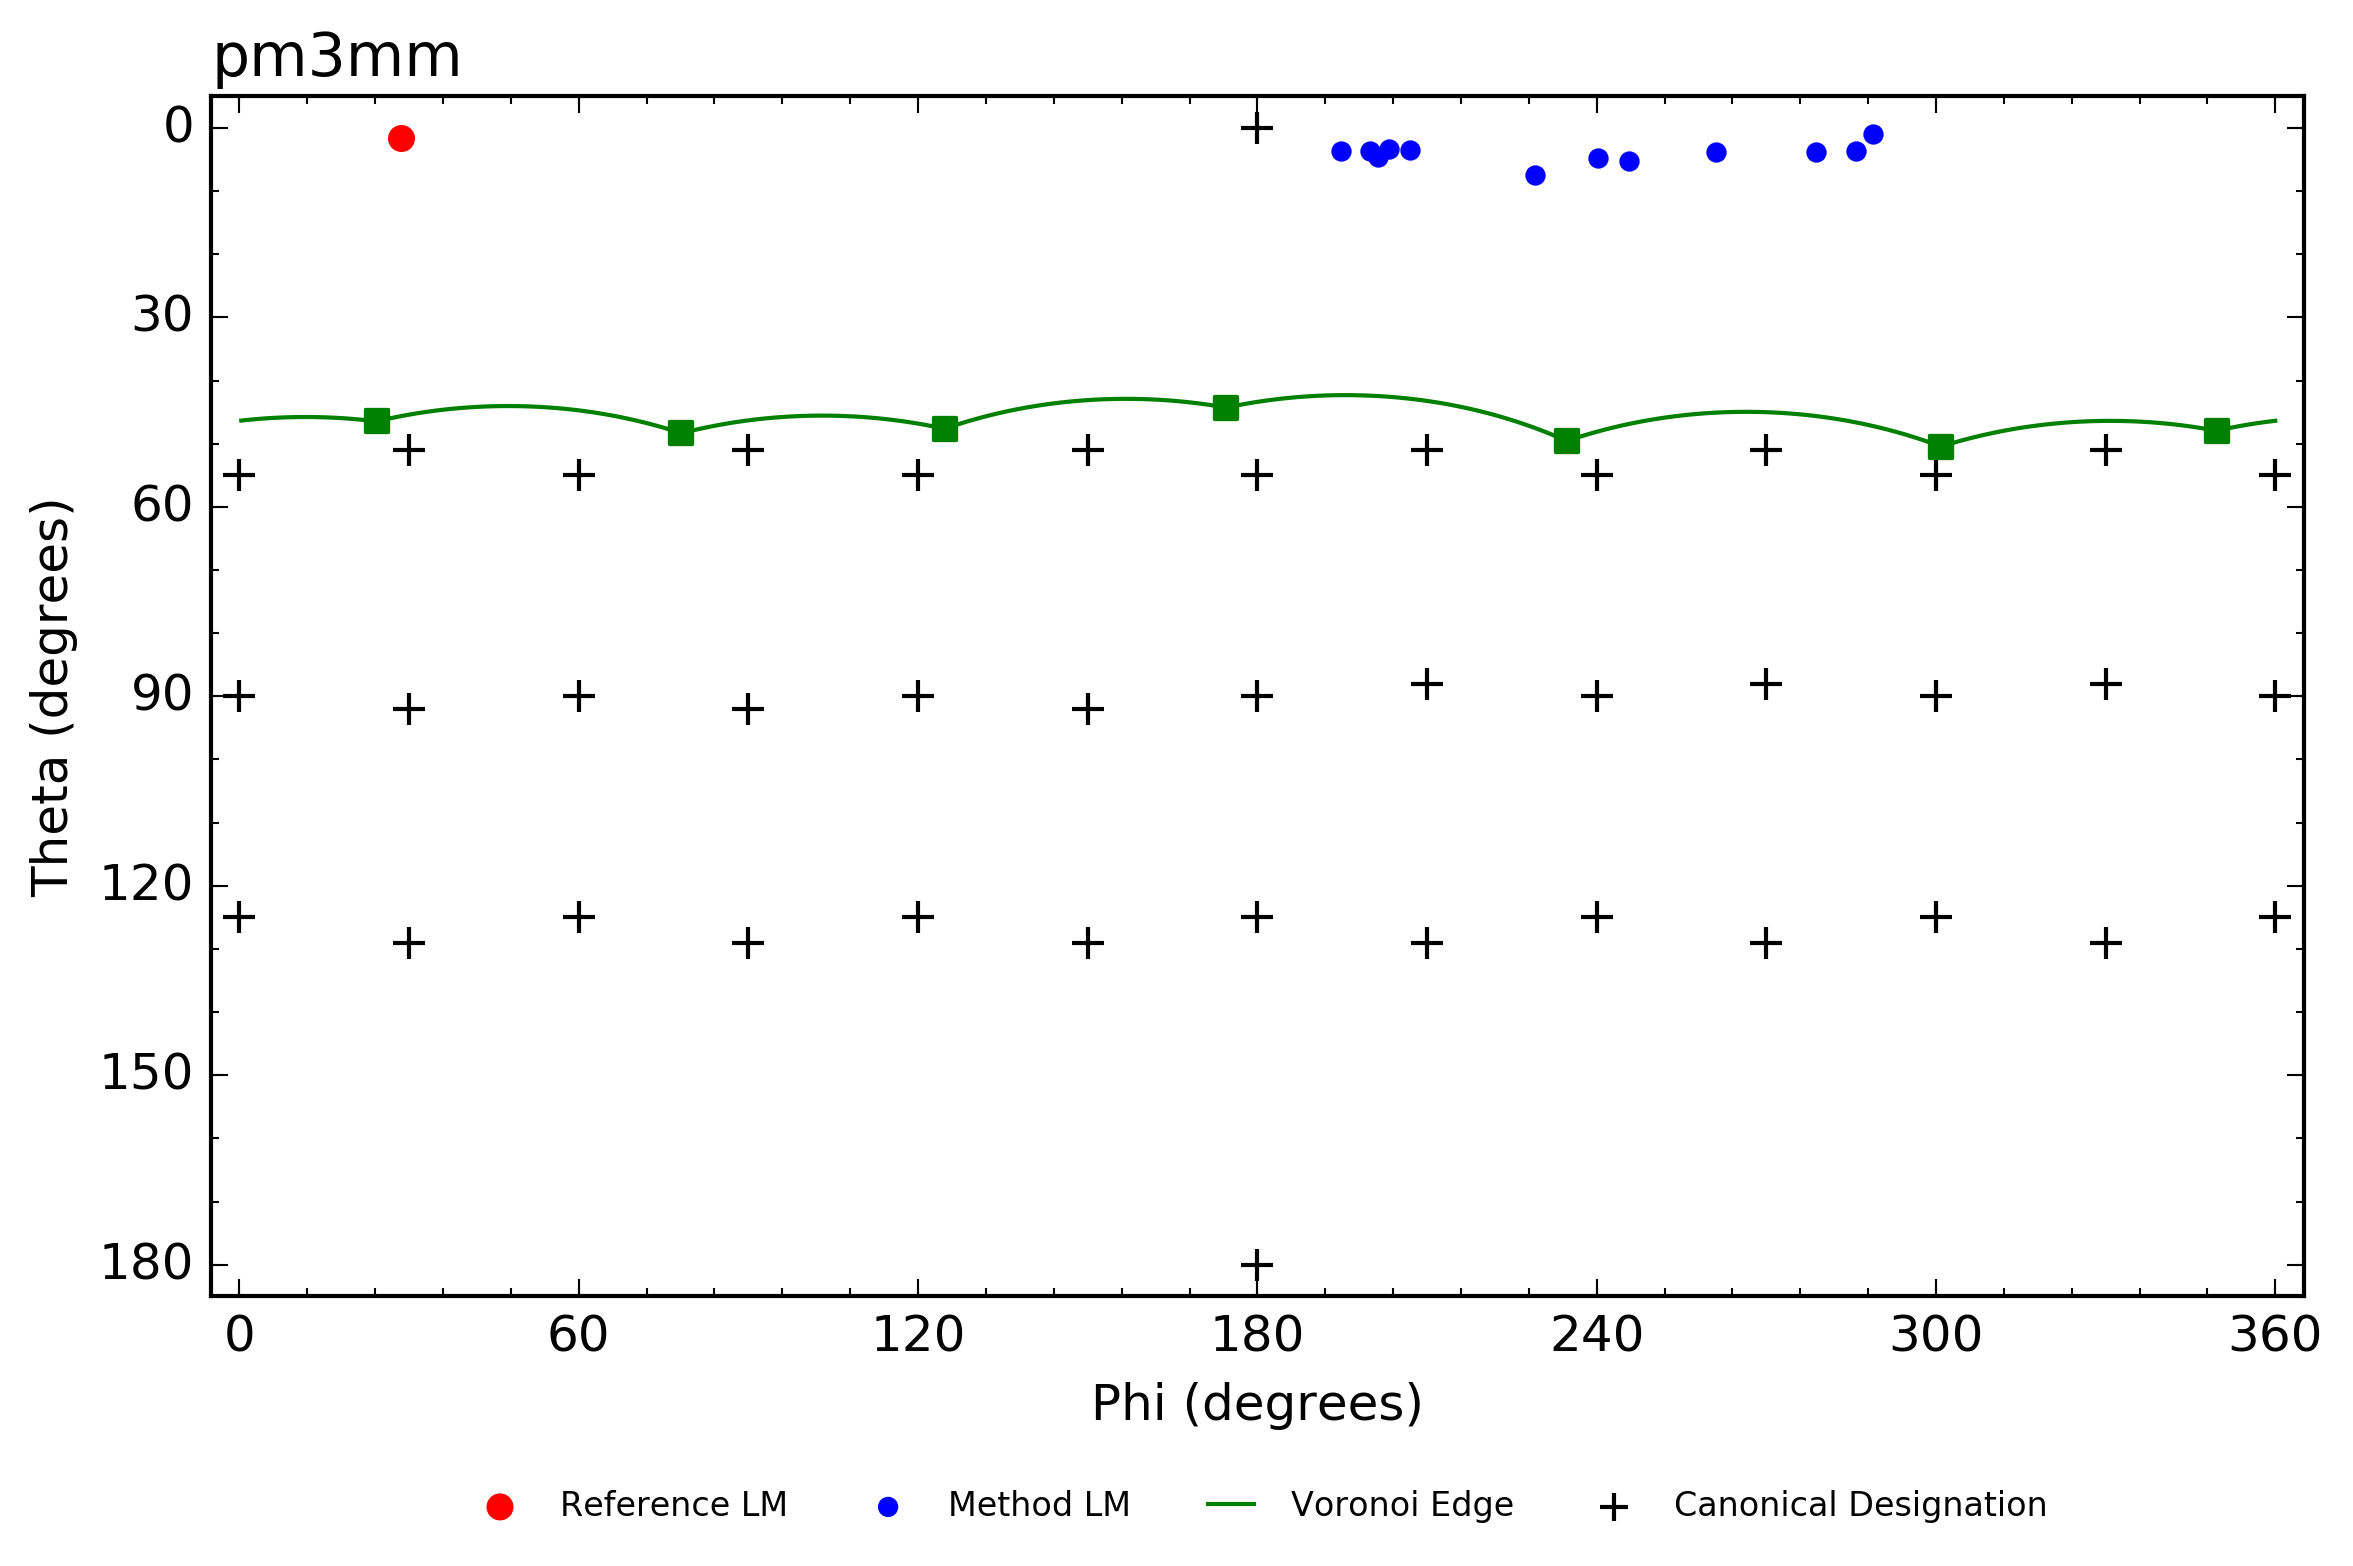 pm3mm
0
30
60
90
120
150
180
Theta (degrees)
0 60 120 180 240 300 360
Phi (degrees)
Reference LM Method LM Voronoi Edge Canonical Designation